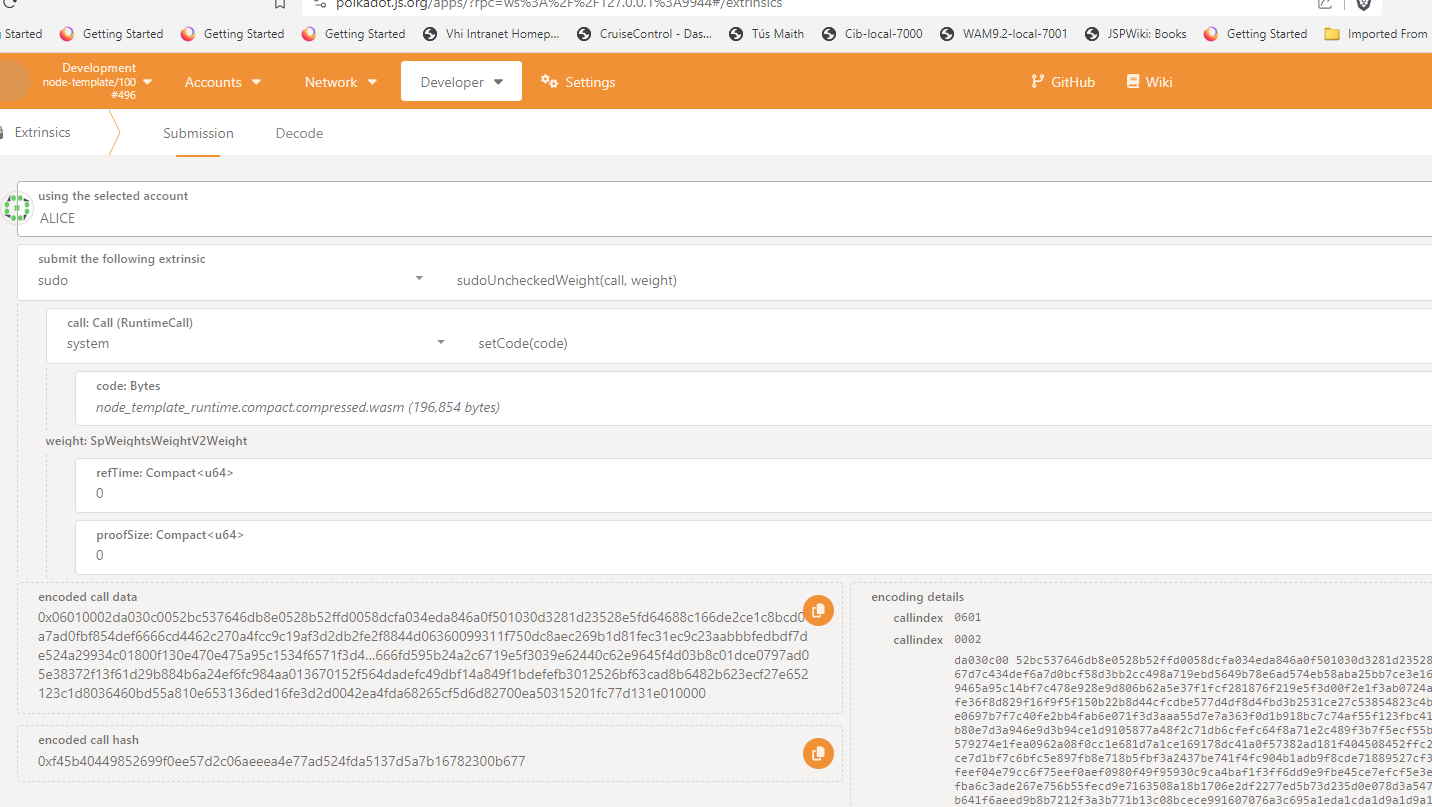 polkadot.js.org/apps/?rpc=ws%3A%2F%2F127.0.0.1%3A9944#/extrinsics
Started Getting Started Getting Started Getting Started Vhi Intranet Homep... CruiseControl - Das... Tús Maith Cib-local-7000 WAM9.2-local-7001 JSPWiki: Books Getting Started Imported From
Development
node-template/100
#496
Accounts Network Developer Settings GitHub Wiki
Extrinsics Submission Decode
using the selected account
ALICE
submit the following extrinsic
sudo sudoUncheckedWeight(call, weight)
call: Call (RuntimeCall)
system setCode(code)
code: Bytes
node_template_runtime.compact.compressed.wasm (196,854 bytes)
weight: SpWeightsWeightV2Weight
refTime: Compact<u64>
0
proofSize: Compact<u64>
0
encoded call data
0x06010002da030c0052bc537646db8e0528b52ffd0058dcfa034eda846a0f501030d3281d23528e5fd64688c166de2ce1c8bcd0
a7ad0fbf854def6666cd4462c270a4fcc9c19af3d2db2fe2f8844d06360099311f750dc8aec269b1d81fec31ec9c23aabbbfedbdf7d
e524a29934c01800f130e470e475a95c1534f6571f3d4...666fd595b24a2c6719e5f3039e62440c62e9645f4d03b8c01dce0797ad0
5e38372f13f61d29b884b6a24ef6fc984aa013670152f564dadefc49dbf14a849f1bdefefb3012526bf63cad8b6482b623ecf27e652
123c1d8036460bd55a810e653136ded16fe3d2d0042ea4fda68265cf5d6d82700ea50315201fc77d131e010000
encoded call hash
0xf45b40449852699f0ee57d2c06aeeea4e77ad524fda5137d5a7b16782300b677
encoding details
callindex 0601
callindex 0002
da030c00 52bc537646db8e0528b52ffd0058dcfa034eda846a0f501030d3281d23528
67d7c434def6a7d0bcf58d3bb2cc498a719ebd5649b78e6ad574eb58aba25bb7ce3e16
9465a95c14bf7c478e928e9d806b62a5e37f1fcf281876f219e5f3d00f2e1f3ab0724a
fe36f8d829f16f9f5f150b22b8d44cfcdbe577d4df8d4fbd3b2531ce27c53854823c4b
e0697b7f7c40fe2bb4fab6e071f3d3aaa55d7e7a363f0d1b918bc7c74af55f123fbc41
b80e7d3a946e9d3b94ce1d9105877a48f2c71db6cfefc64f8a71e2c489f3b7f5ecf55b
579274e1fea0962a08f0cc1e681d7a1ce169178dc41a0f57382ad181f404508452ffc2
ce7d1bf7c6bfc5e897fb8e718b5fbf3a2437be741f4fc904b1adb9f8cde71889527cf3
feef04e79cc6f75eef0aef0980f49f95930c9ca4baf1f3ff6dd9e9fbe45ce7efcf5e3e
fba6c3ade267e756b55fecd9e7163508a18b1706e2df2277ed5b73d235d0e078d3a547
b641f6aeed9b8b7212f3a3b771b13c08bcece991607076a3c695a1eda1cda1d9a1d9a1